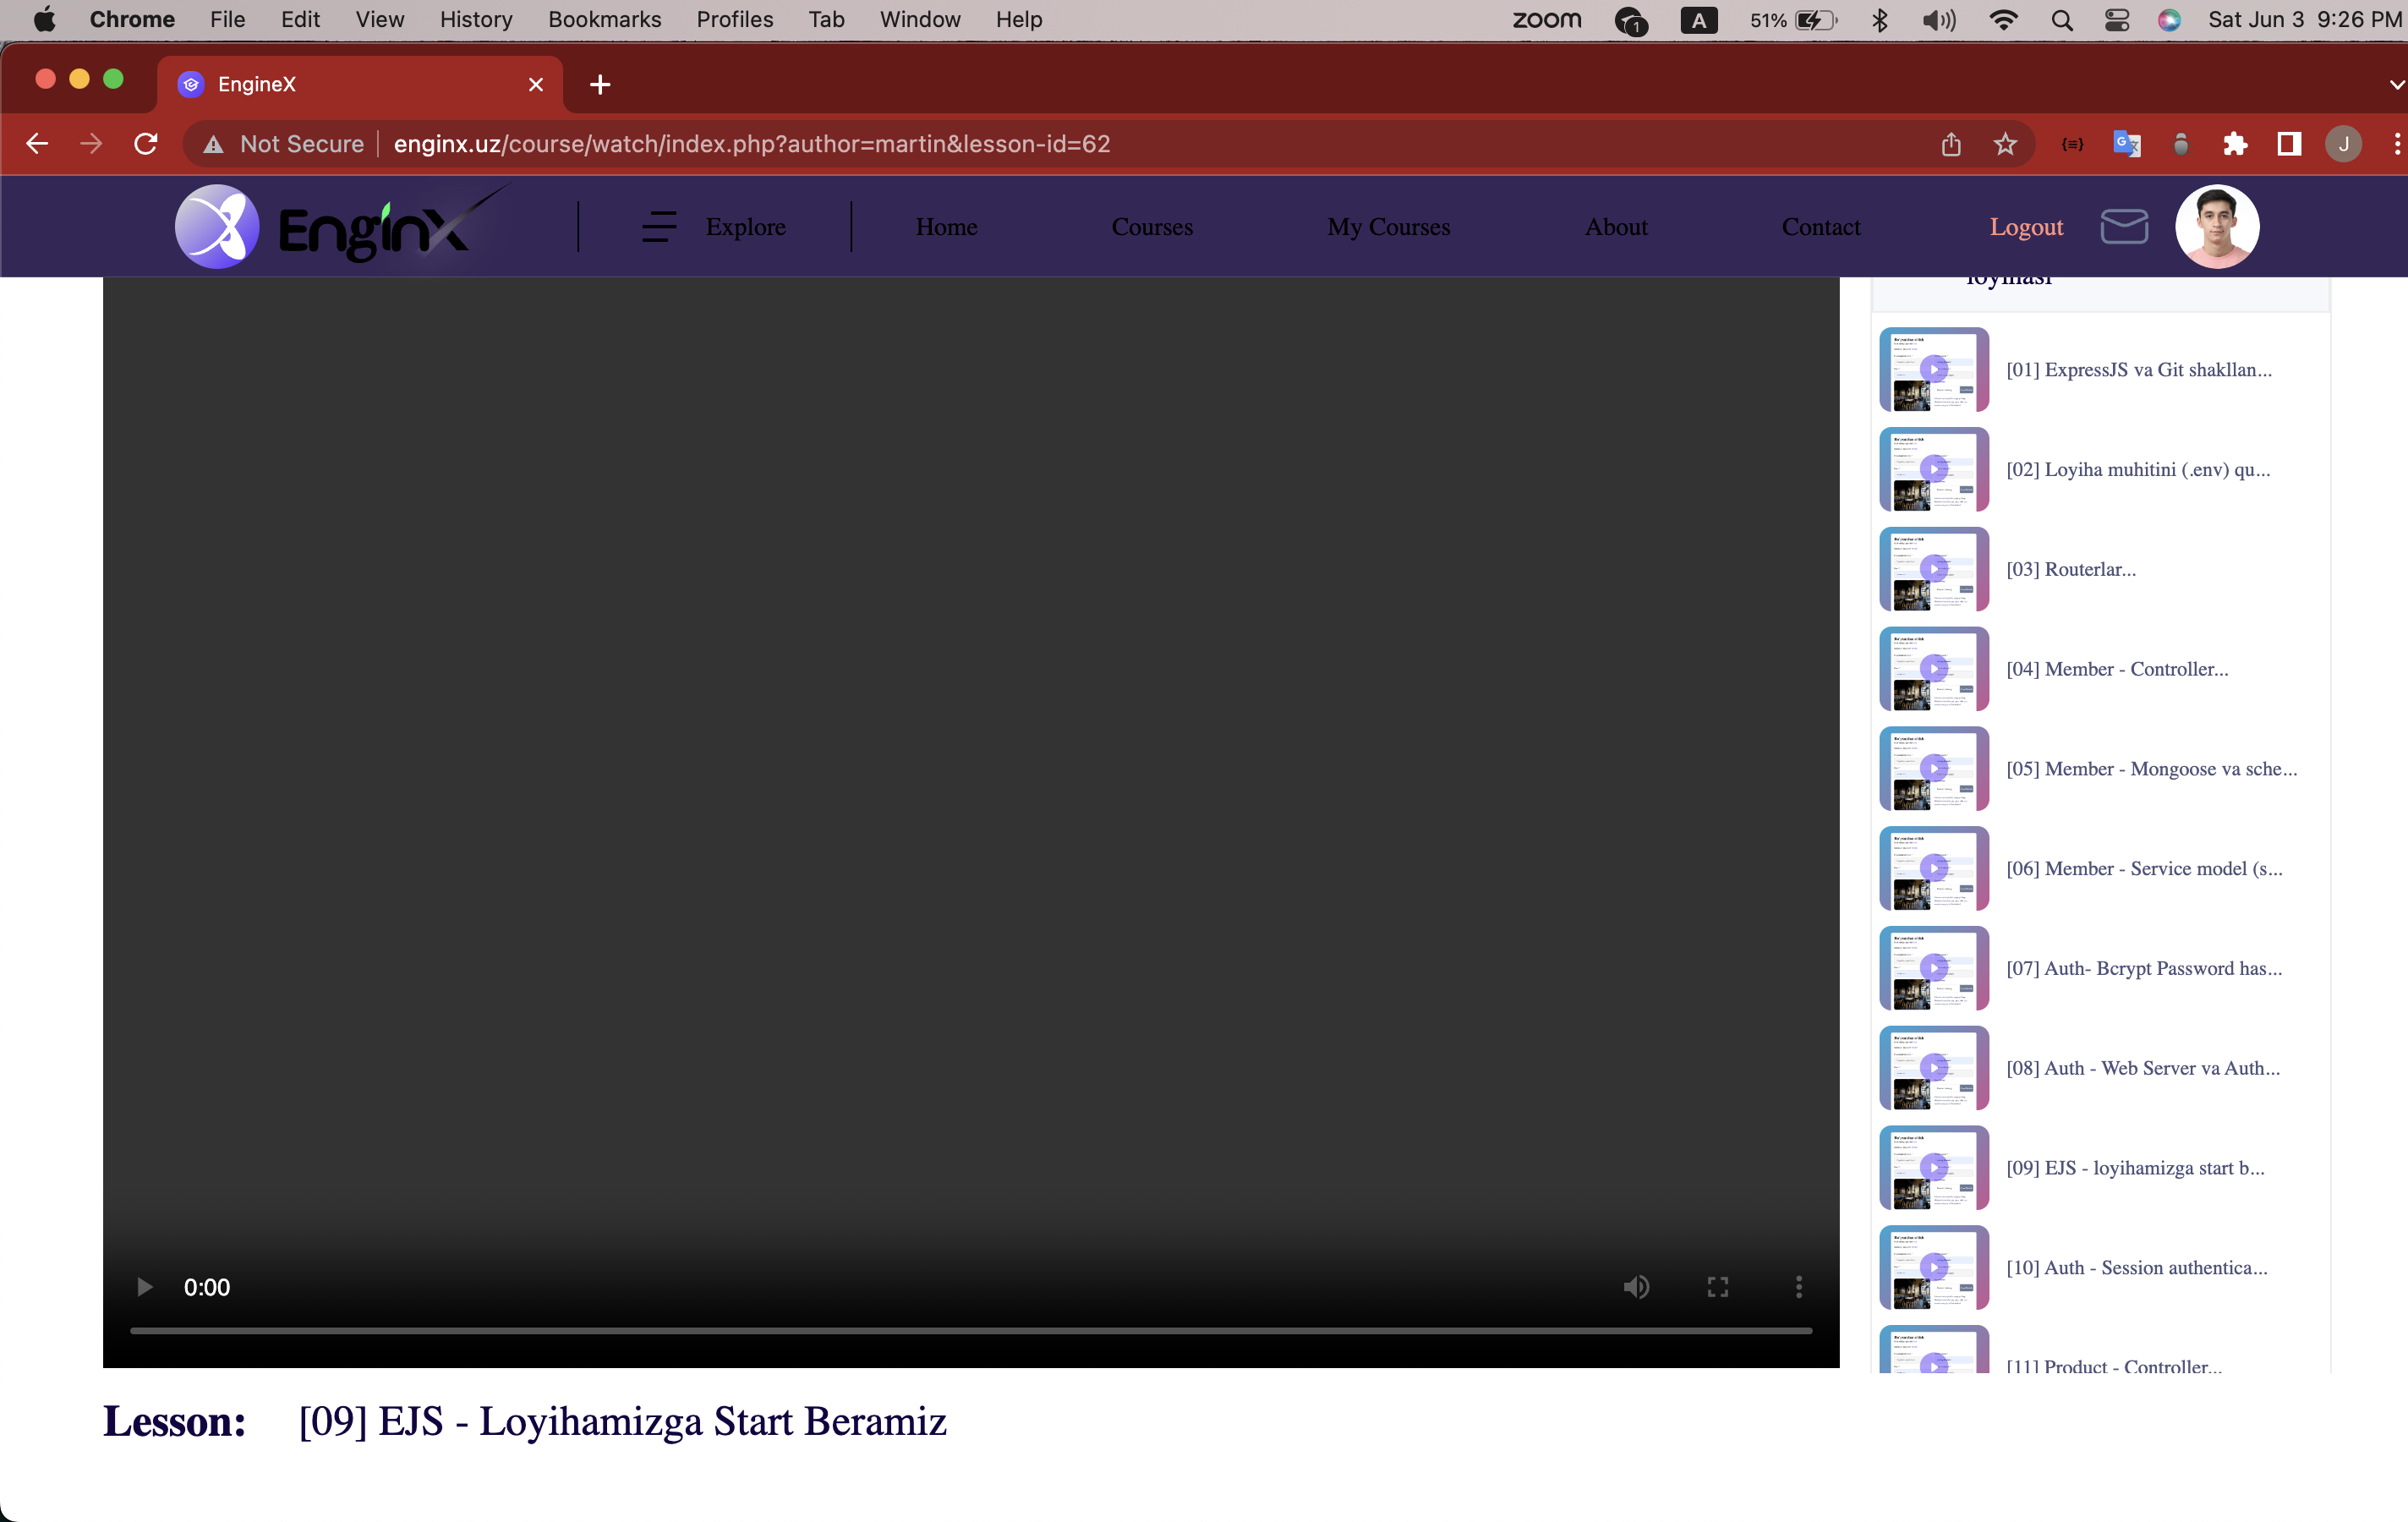 Chrome File Edit View History Bookmarks Profiles Tab Window Help zoom 1 A 51% Sat Jun 3 9:26 PM
EngineX
Not Secure enginx.uz/course/watch/index.php?author=martin&lesson-id=62 J
EnginX Explore Home Courses My Courses About Contact Logout
[01] ExpressJS va Git shakllan...
[02] Loyiha muhitini (.env) qu...
[03] Routerlar...
[04] Member - Controller...
[05] Member - Mongoose va sche...
[06] Member - Service model (s...
[07] Auth- Bcrypt Password has...
[08] Auth - Web Server va Auth...
[09] EJS - loyihamizga start b...
[10] Auth - Session authentica...
[11] Product - Controller...
0:00
Lesson: [09] EJS - Loyihamizga Start Beramiz